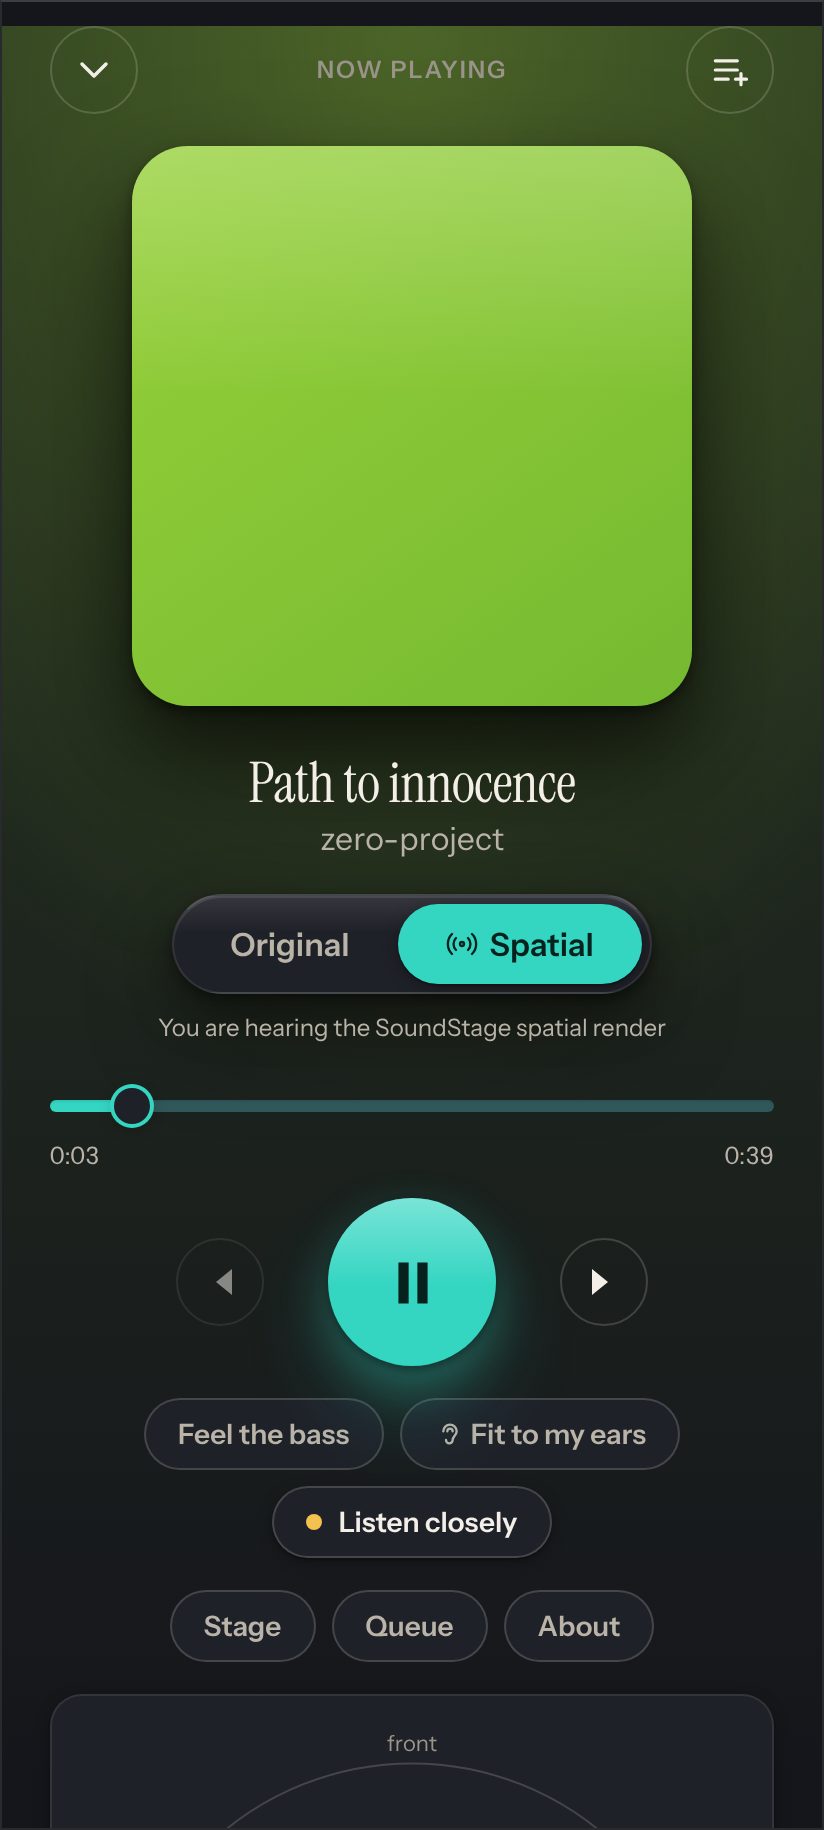 NOW PLAYING
Path to innocence
zero-project
Original Spatial
You are hearing the SoundStage spatial render
0:03 0:39
Feel the bass Fit to my ears
Listen closely
Stage Queue About
front